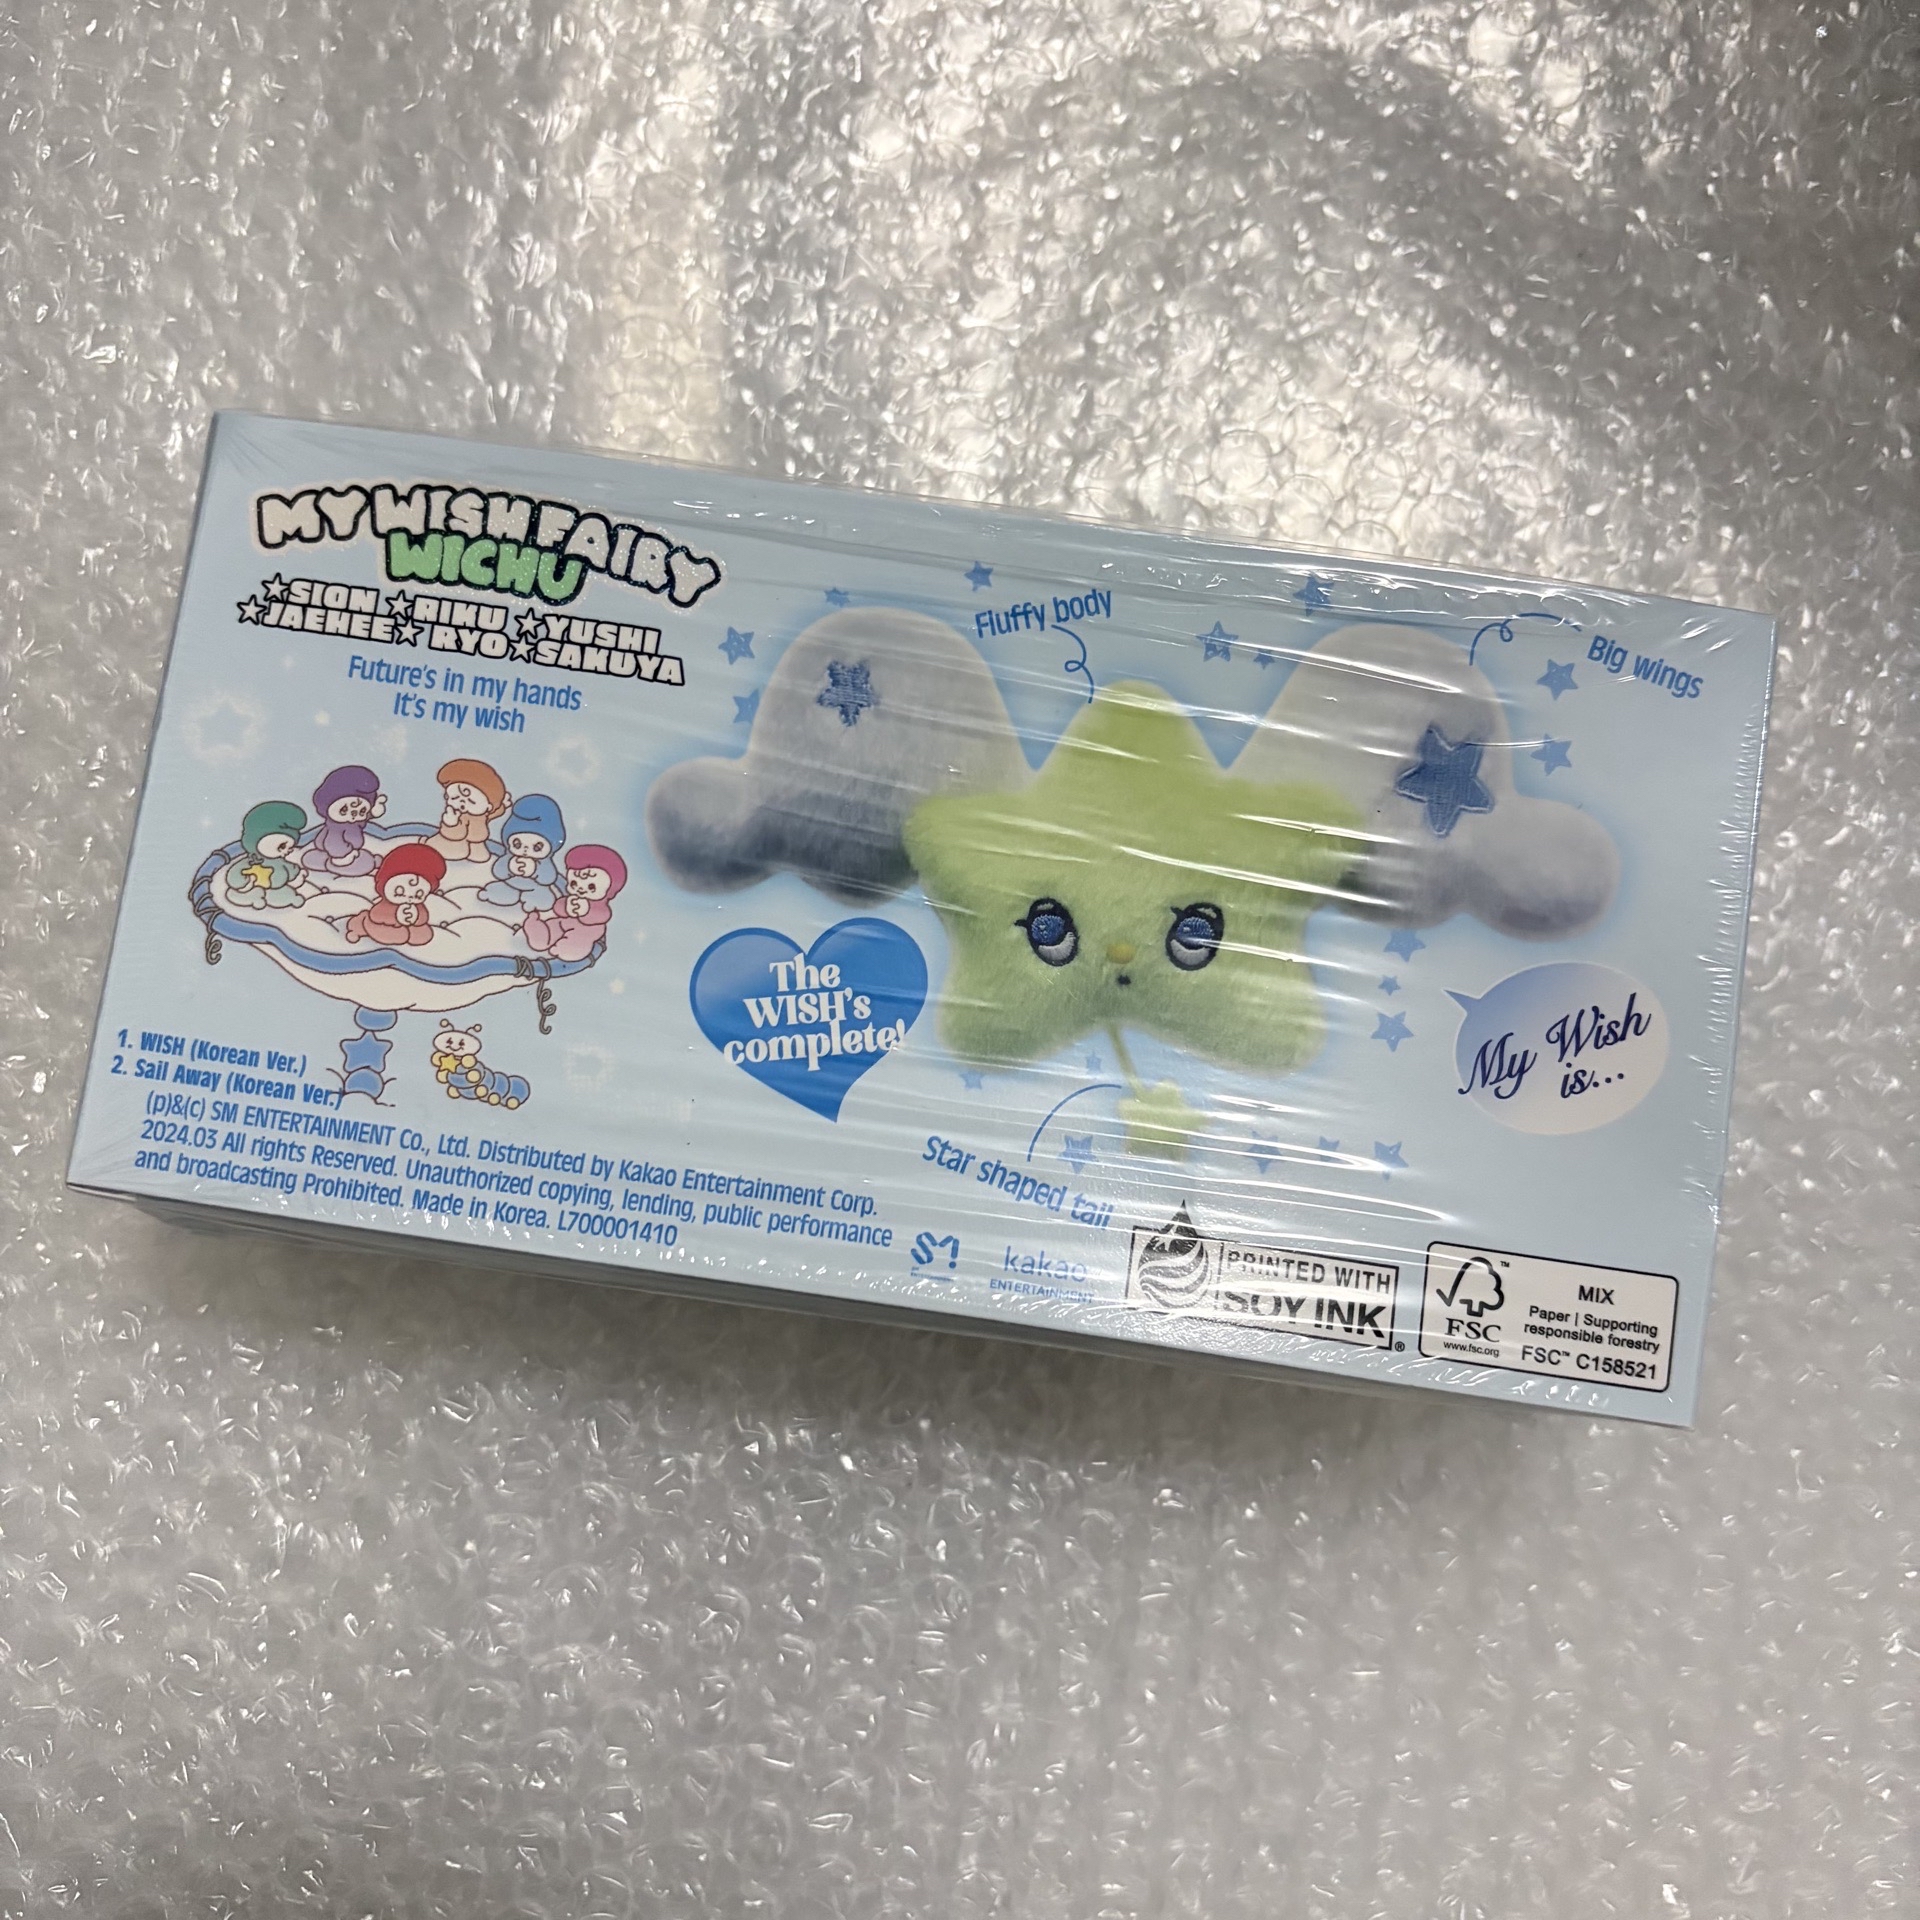 MY WISH FAIRY
WICHU
★SION ★RIKU ★YUSHI
★JAEHEE★ RYO★SAKUYA
Future's in my hands
It's my wish
Fluffy body
Big wings
The
WISH's
complete!
My Wish
is...
Star shaped tail
1. WISH (Korean Ver.)
2. Sail Away (Korean Ver.)
(p)&(c) SM ENTERTAINMENT Co., Ltd. Distributed by Kakao Entertainment Corp.
2024.03 All rights Reserved. Unauthorized copying, lending, public performance
and broadcasting Prohibited. Made in Korea. L700001410
SM
kakao
ENTERTAINMENT
PRINTED WITH
SOY INK®
FSC
www.fsc.org
MIX
Paper | Supporting
responsible forestry
FSC™ C158521